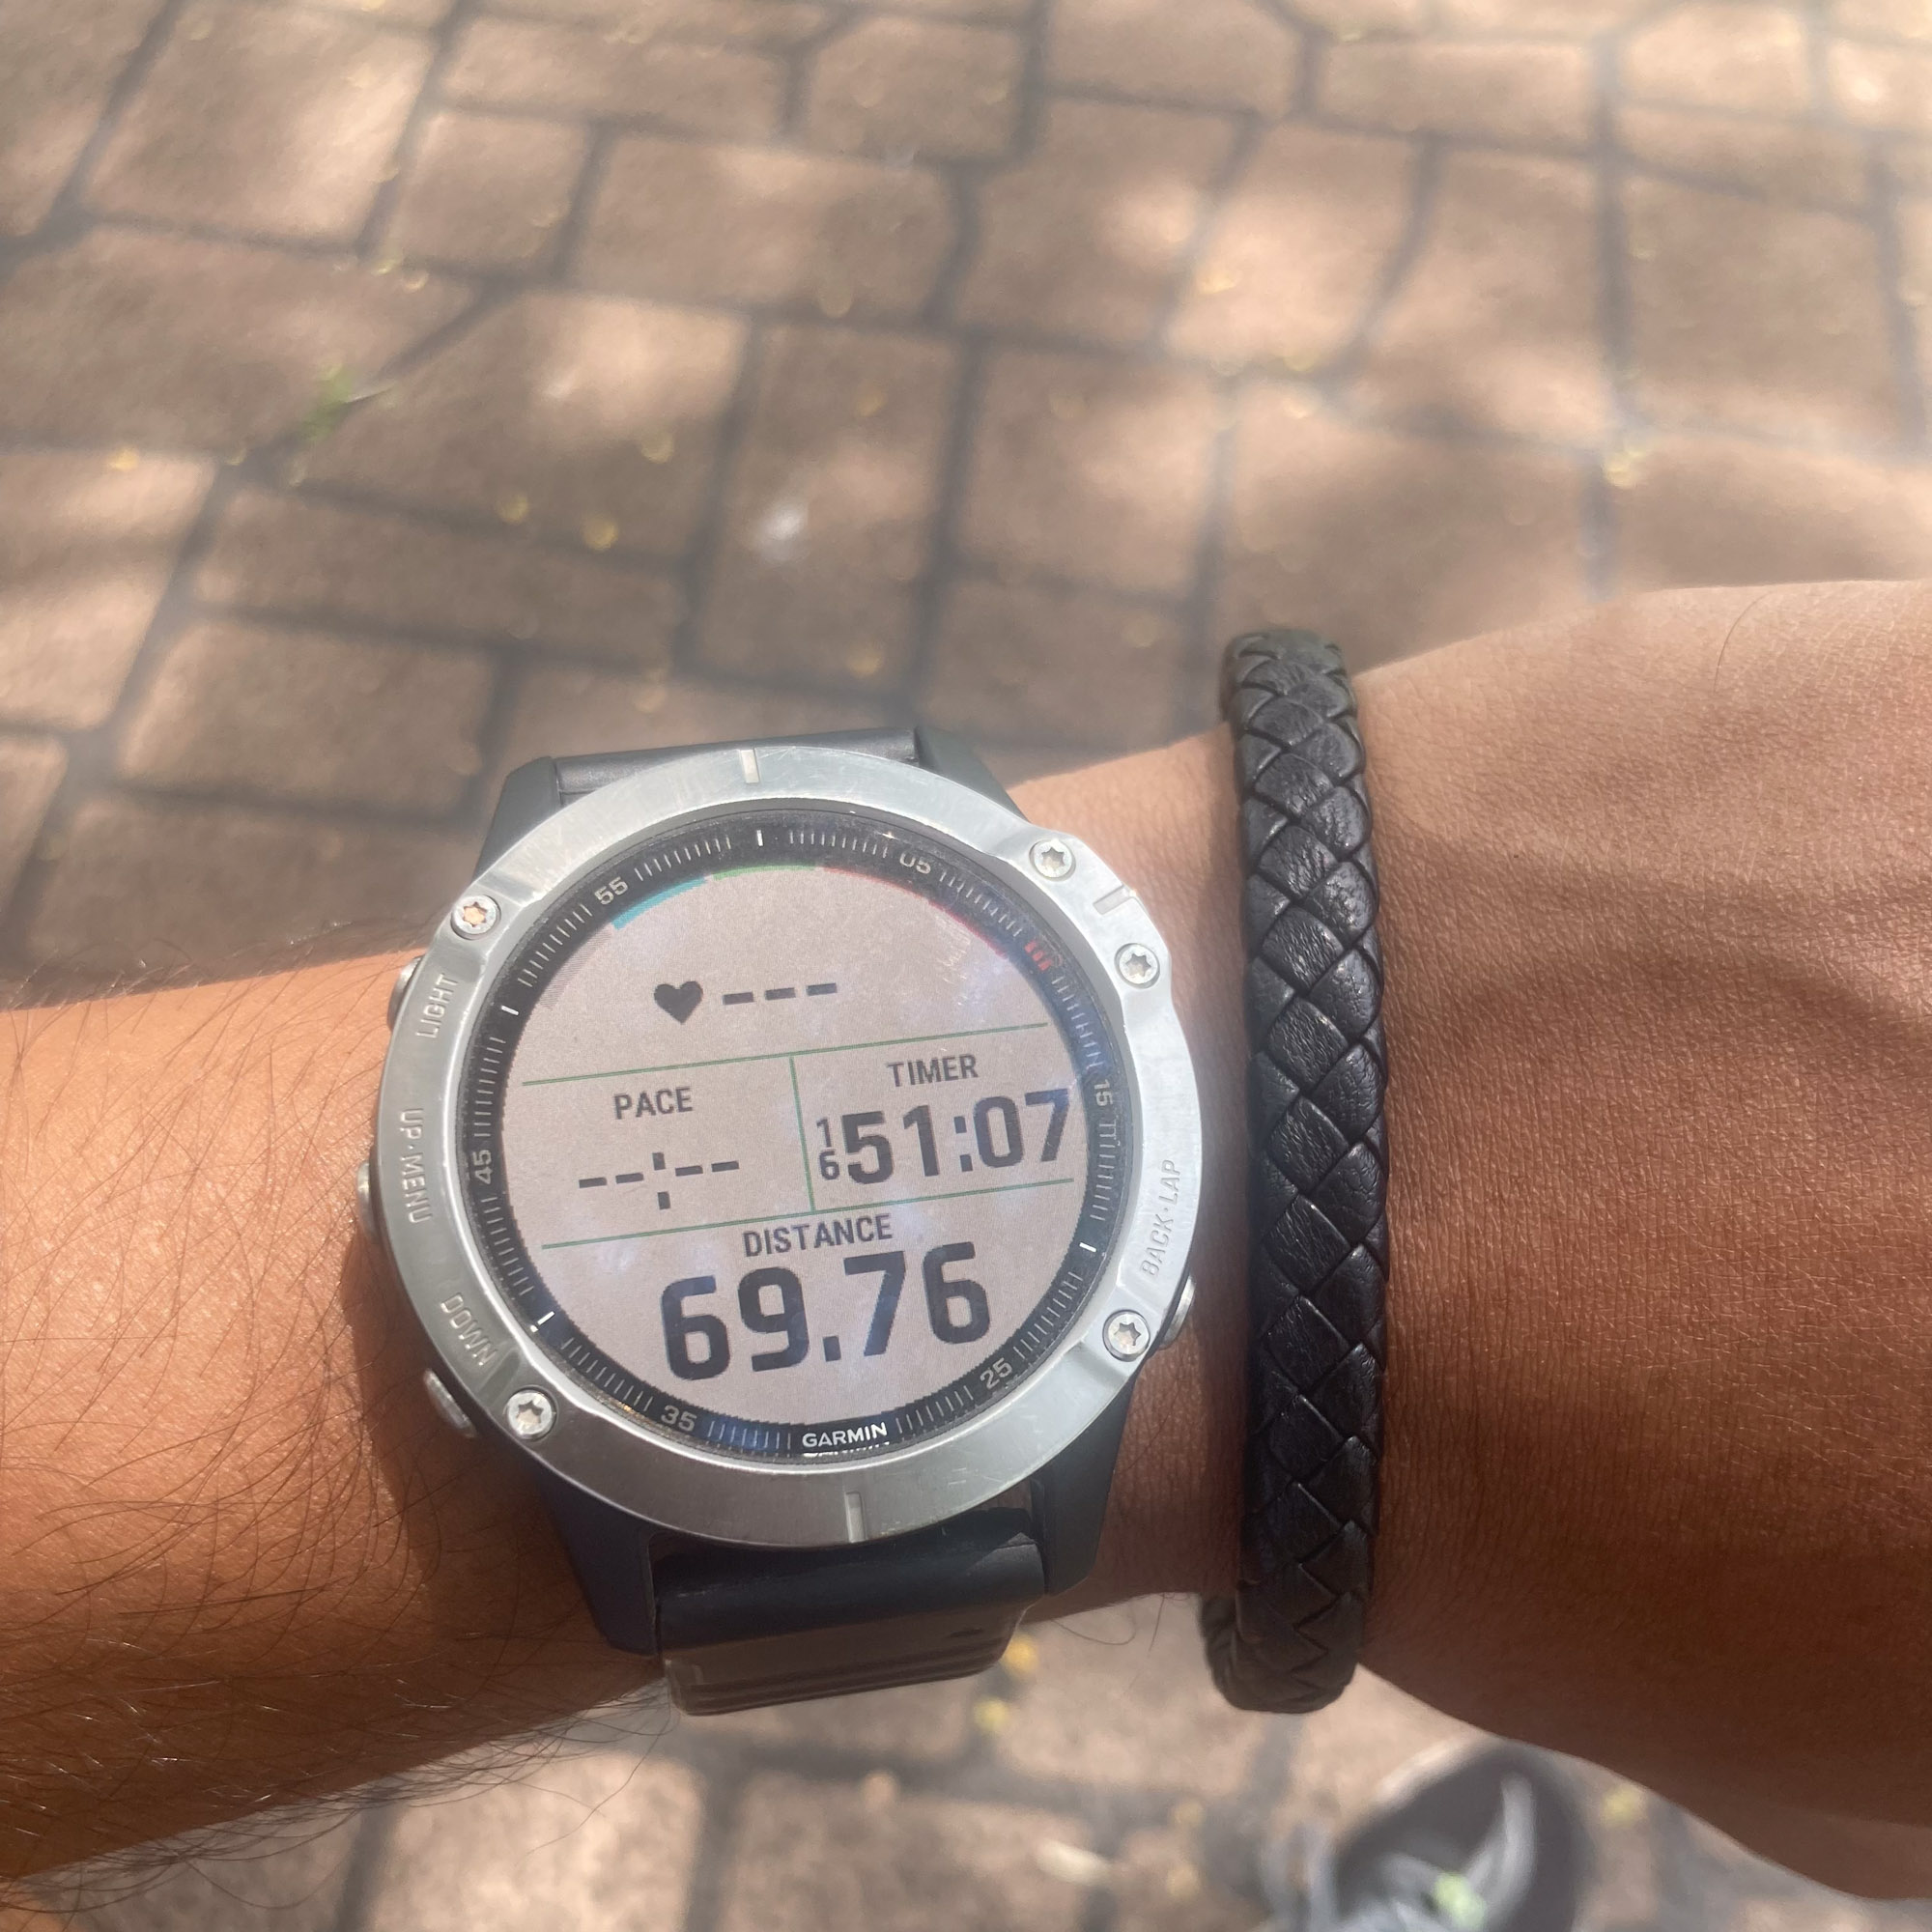 55
05
LIGHT
---
PACE
TIMER
UP·MENU
--:--
16 51:07
15
45
DISTANCE
BACK·LAP
69.76
DOWN
25
35
GARMIN